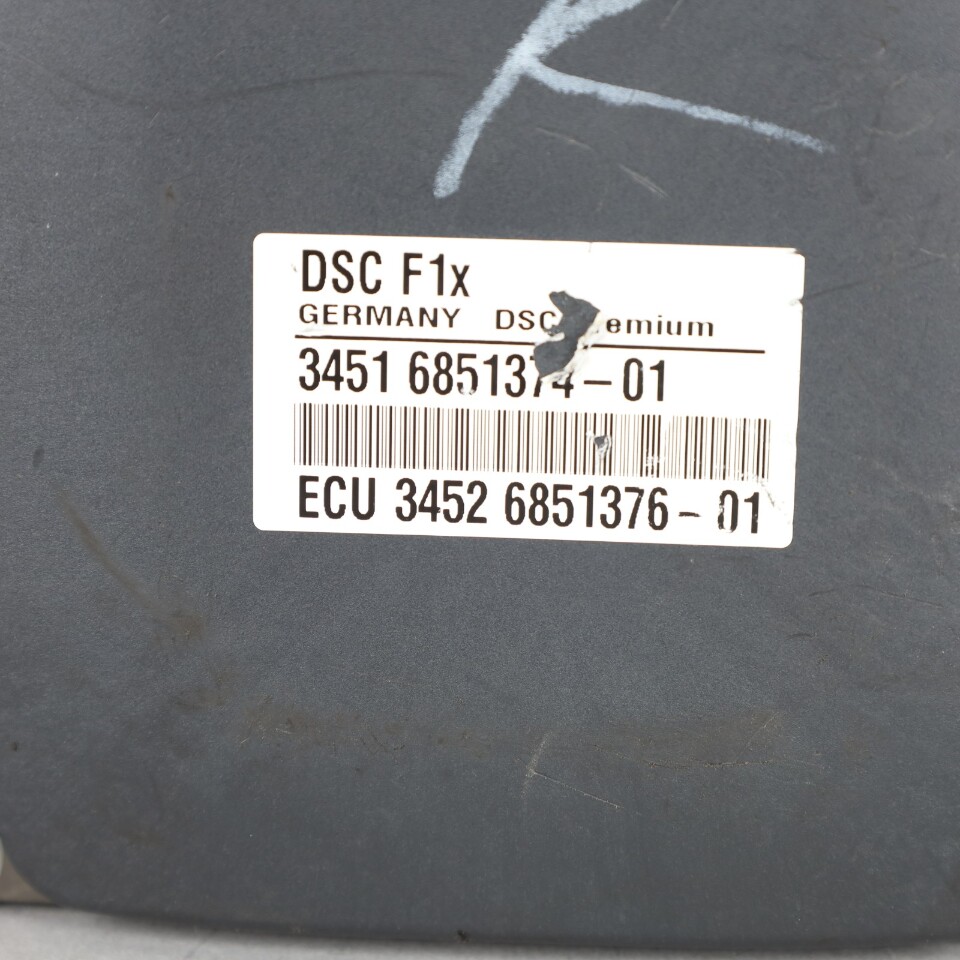 DSC F1x
GERMANY DSC
3451 6851374-01
ECU 3452 6851376-01